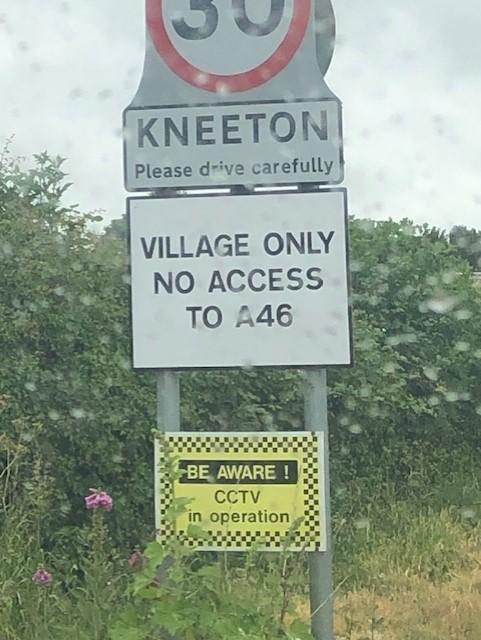 30
KNEETON
Please drive carefully
VILLAGE ONLY
NO ACCESS
TO A46
BE AWARE !
CCTV
in operation